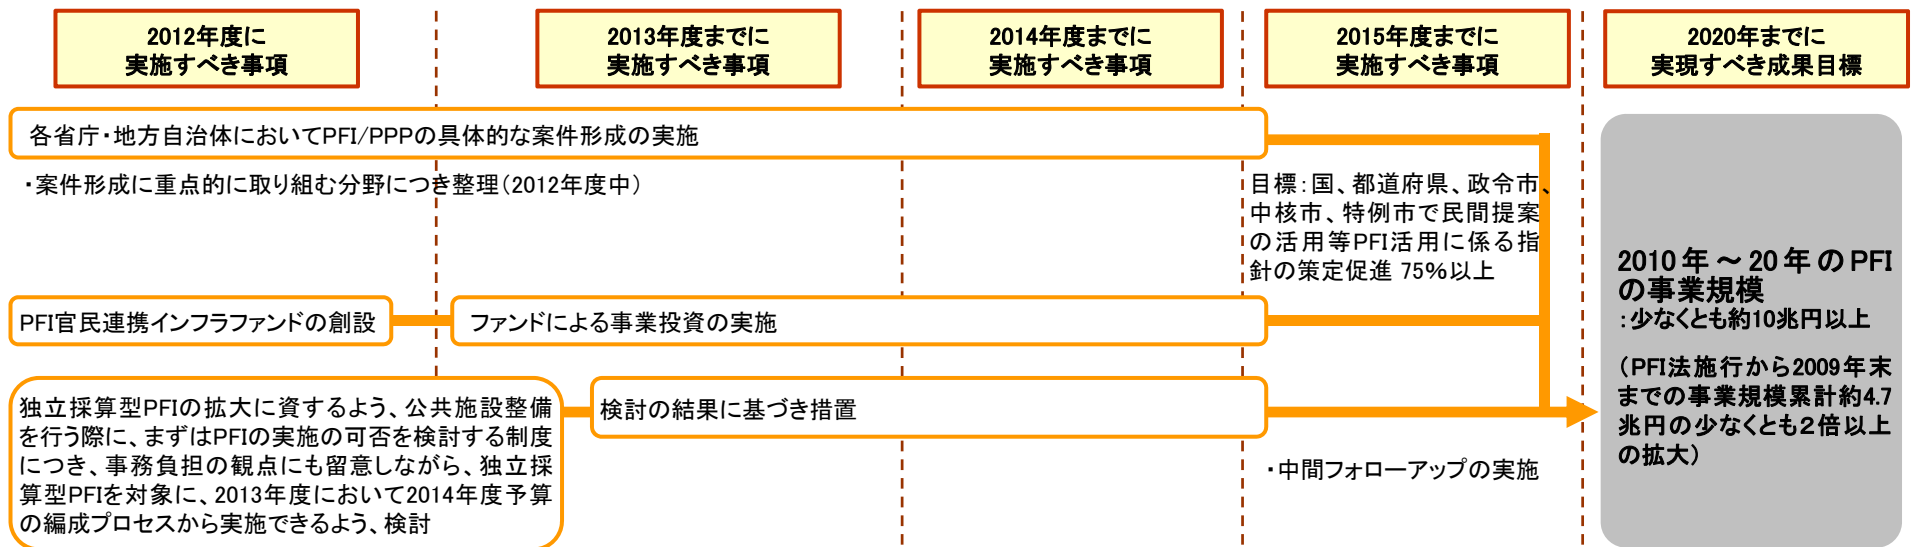 2012年度に
実施すべき事項
2013年度までに
実施すべき事項
2014年度までに
実施すべき事項
2015年度までに
実施すべき事項
2020年までに
実現すべき成果目標
各省庁・地方自治体においてPFI/PPPの具体的な案件形成の実施
・案件形成に重点的に取り組む分野につき整理（2012年度中）
目標：国、都道府県、政令市、
中核市、特例市で民間提案
の活用等PFI活用に係る指
針の策定促進 75％以上
PFI官民連携インフラファンドの創設
ファンドによる事業投資の実施
独立採算型PFIの拡大に資するよう、公共施設整備
を行う際に、まずはPFIの実施の可否を検討する制度
につき、事務負担の観点にも留意しながら、独立採
算型PFIを対象に、2013年度において2014年度予算
の編成プロセスから実施できるよう、検討
検討の結果に基づき措置
・中間フォローアップの実施
2010年～20年のPFI
の事業規模
：少なくとも約10兆円以上
（PFI法施行から2009年末
までの事業規模累計約4.7
兆円の少なくとも２倍以上
の拡大）